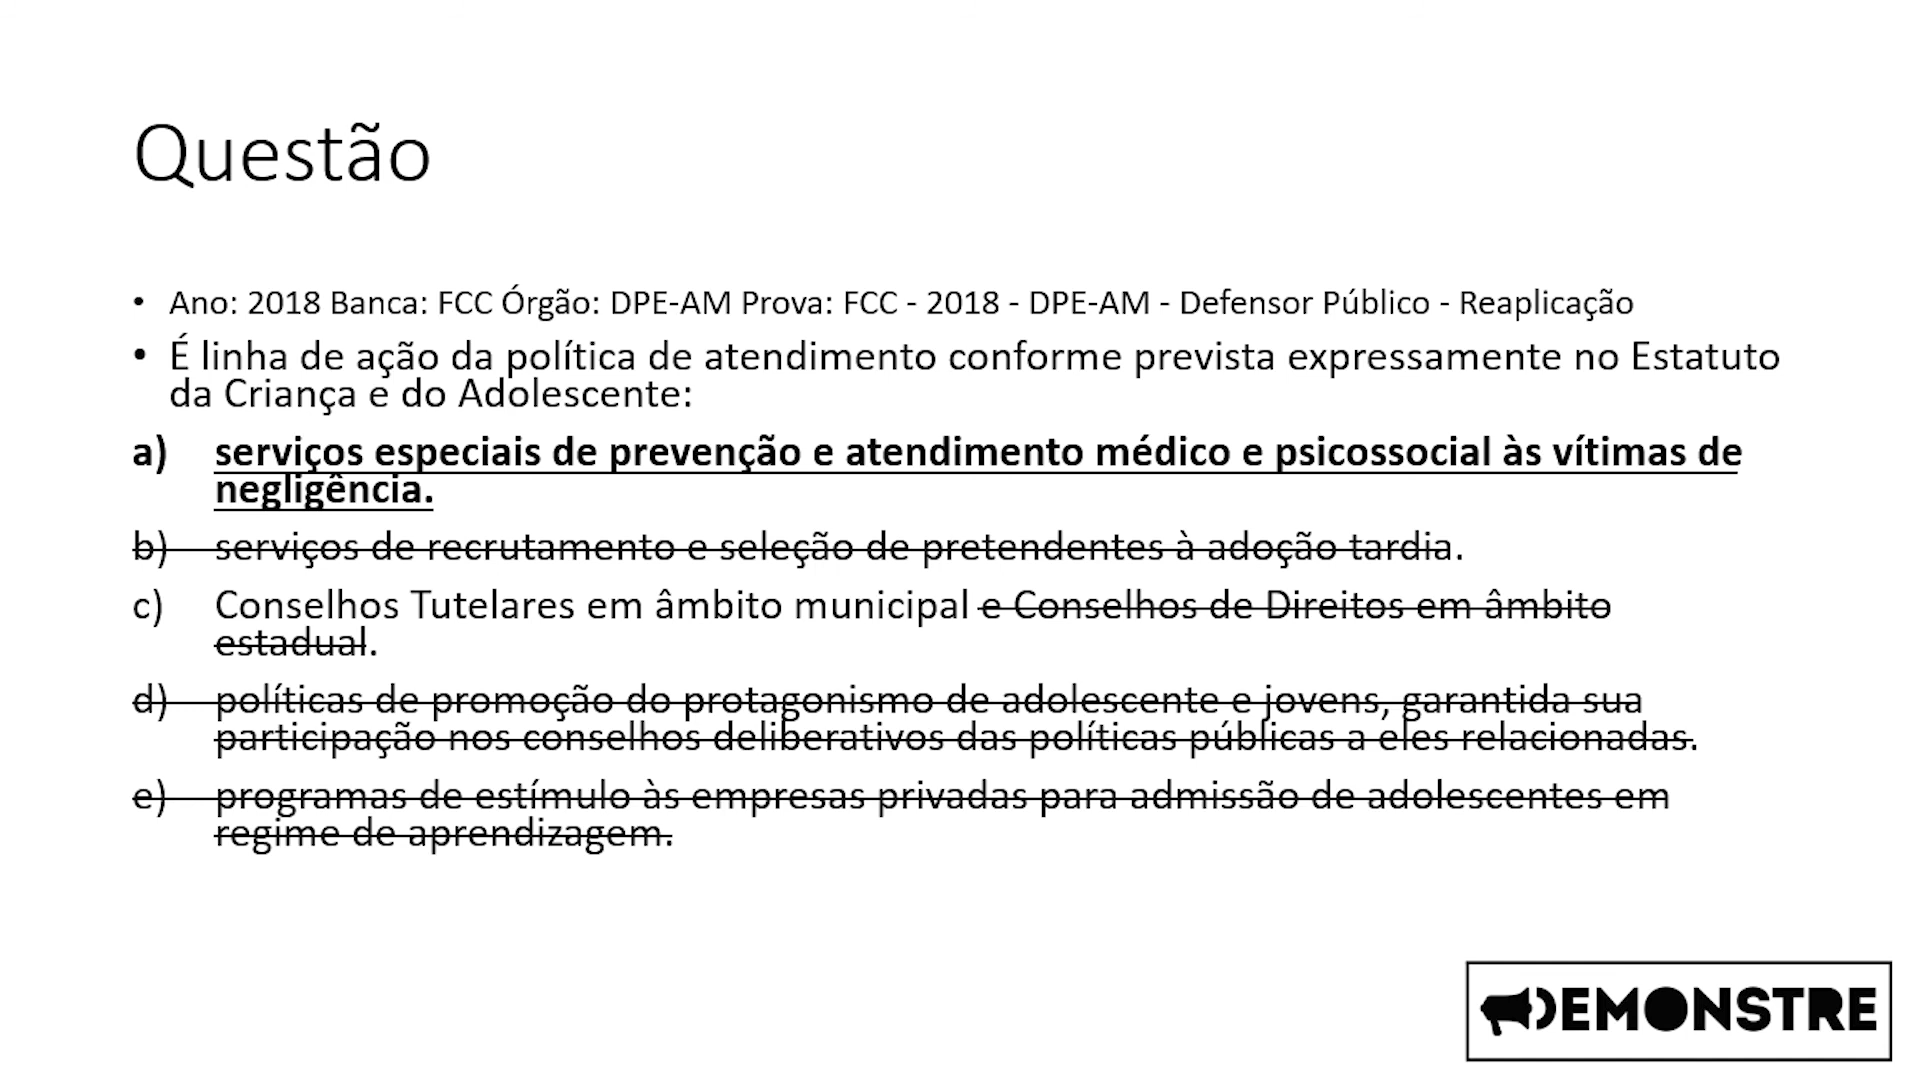 Questão
• Ano: 2018 Banca: FCC Órgão: DPE-AM Prova: FCC - 2018 - DPE-AM - Defensor Público - Reaplicação
• É linha de ação da política de atendimento conforme prevista expressamente no Estatuto
da Criança e do Adolescente:
a) serviços especiais de prevenção e atendimento médico e psicossocial às vítimas de
negligência.
b) serviços de recrutamento e seleção de pretendentes à adoção tardia.
c) Conselhos Tutelares em âmbito municipal e Conselhos de Direitos em âmbito
estadual.
d) políticas de promoção do protagonismo de adolescente e jovens, garantida sua
participação nos conselhos deliberativos das políticas públicas a eles relacionadas.
e) programas de estímulo às empresas privadas para admissão de adolescentes em
regime de aprendizagem.
DEMONSTRE